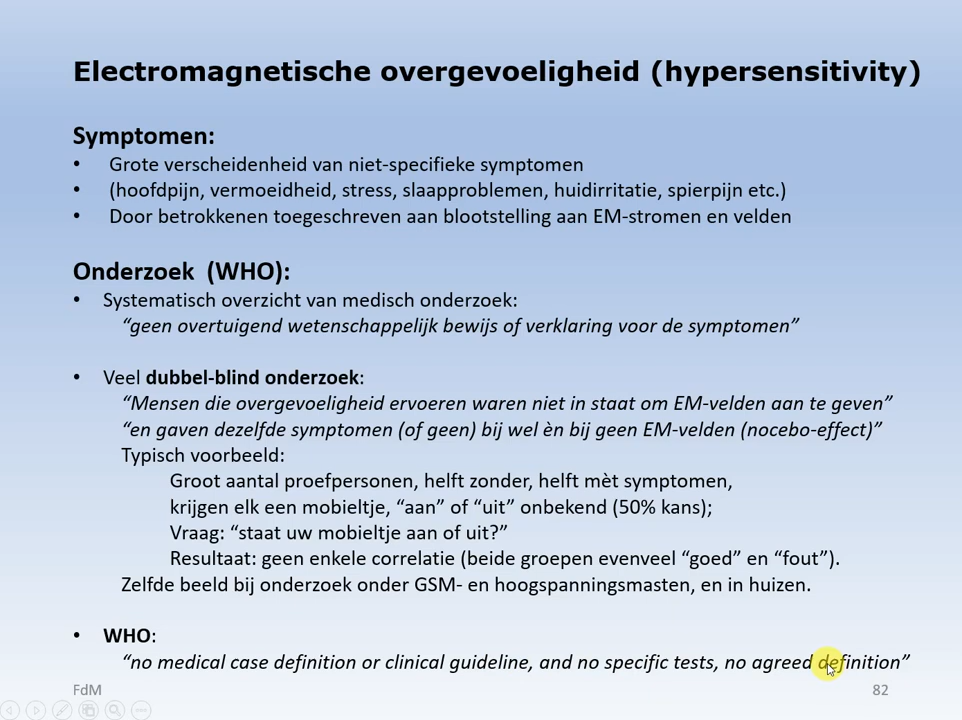 Electromagnetische overgevoeligheid (hypersensitivity)
Symptomen:
• Grote verscheidenheid van niet-specifieke symptomen
• (hoofdpijn, vermoeidheid, stress, slaapproblemen, huidirritatie, spierpijn etc.)
• Door betrokkenen toegeschreven aan blootstelling aan EM-stromen en velden
Onderzoek (WHO):
• Systematisch overzicht van medisch onderzoek:
“geen overtuigend wetenschappelijk bewijs of verklaring voor de symptomen”
• Veel dubbel-blind onderzoek:
“Mensen die overgevoeligheid ervoeren waren niet in staat om EM-velden aan te geven”
“en gaven dezelfde symptomen (of geen) bij wel èn bij geen EM-velden (nocebo-effect)”
Typisch voorbeeld:
Groot aantal proefpersonen, helft zonder, helft mèt symptomen,
krijgen elk een mobieltje, “aan” of “uit” onbekend (50% kans);
Vraag: “staat uw mobieltje aan of uit?”
Resultaat: geen enkele correlatie (beide groepen evenveel “goed” en “fout”).
Zelfde beeld bij onderzoek onder GSM- en hoogspanningsmasten, en in huizen.
• WHO:
“no medical case definition or clinical guideline, and no specific tests, no agreed definition”
FdM 82